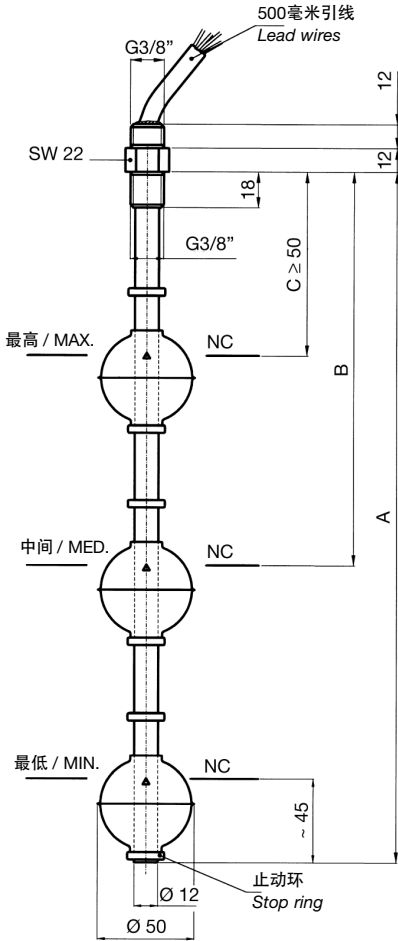 500毫米引线
Lead wires
G3/8”
12
SW 22
12
18
G3/8”
C ≥ 50
最高 / MAX.
NC
B
A
中间 / MED.
NC
最低 / MIN.
NC
~ 45
止动环
Stop ring
Ø 12
Ø 50